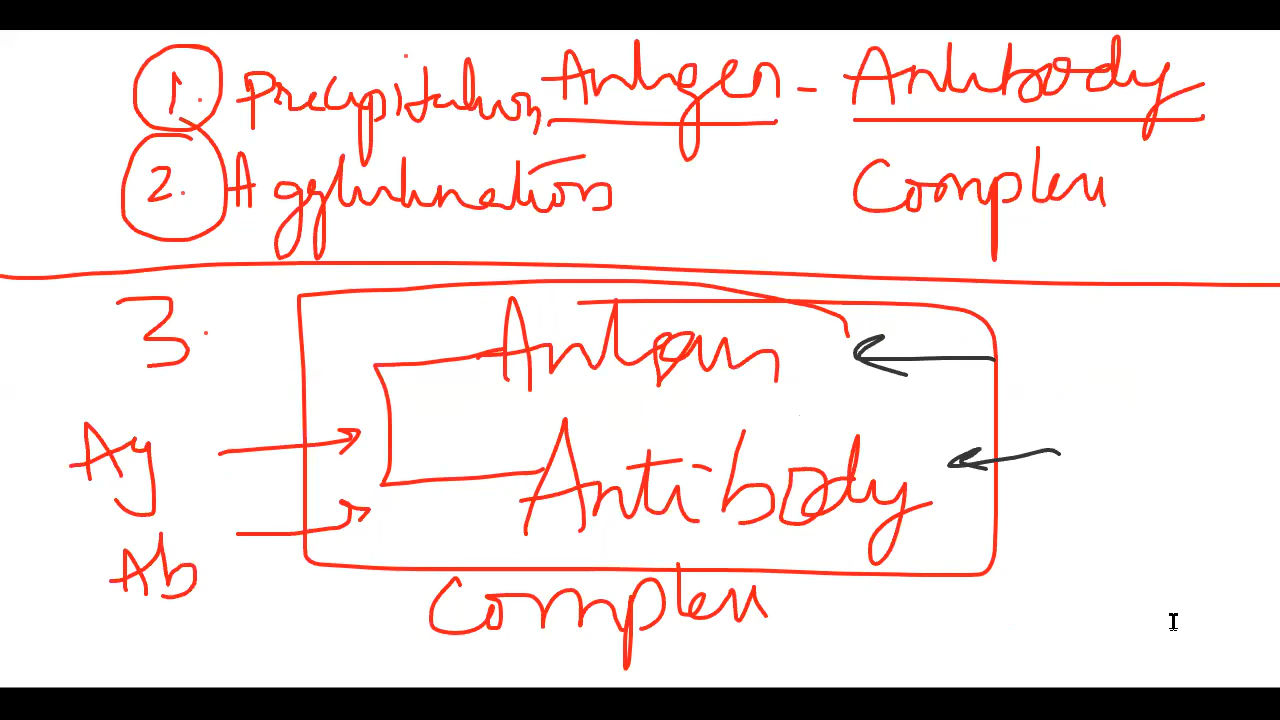 1. Precipitation, Antigen - Antibody
2. Agglutination Complex
3. Antigen
Ag
Antibody
Ab
Complex